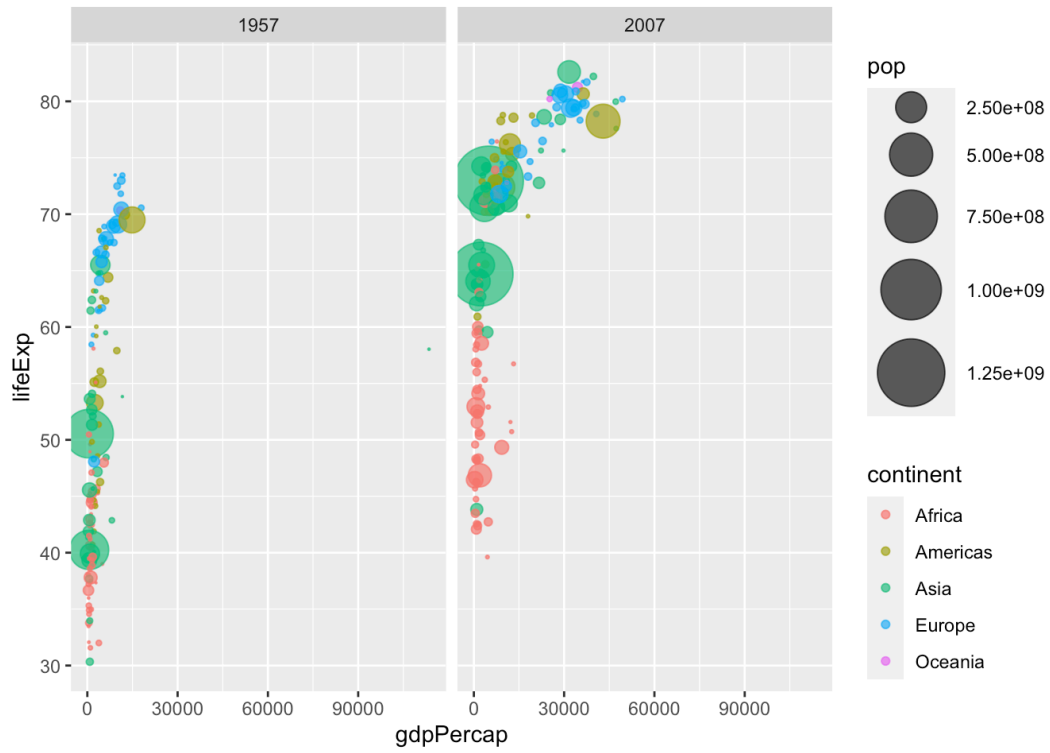 1957
2007
80
70
60
50
40
30
lifeExp
0
30000
60000
90000
0
30000
60000
90000
gdpPercap
pop
2.50e+08
5.00e+08
7.50e+08
1.00e+09
1.25e+09
continent
Africa
Americas
Asia
Europe
Oceania